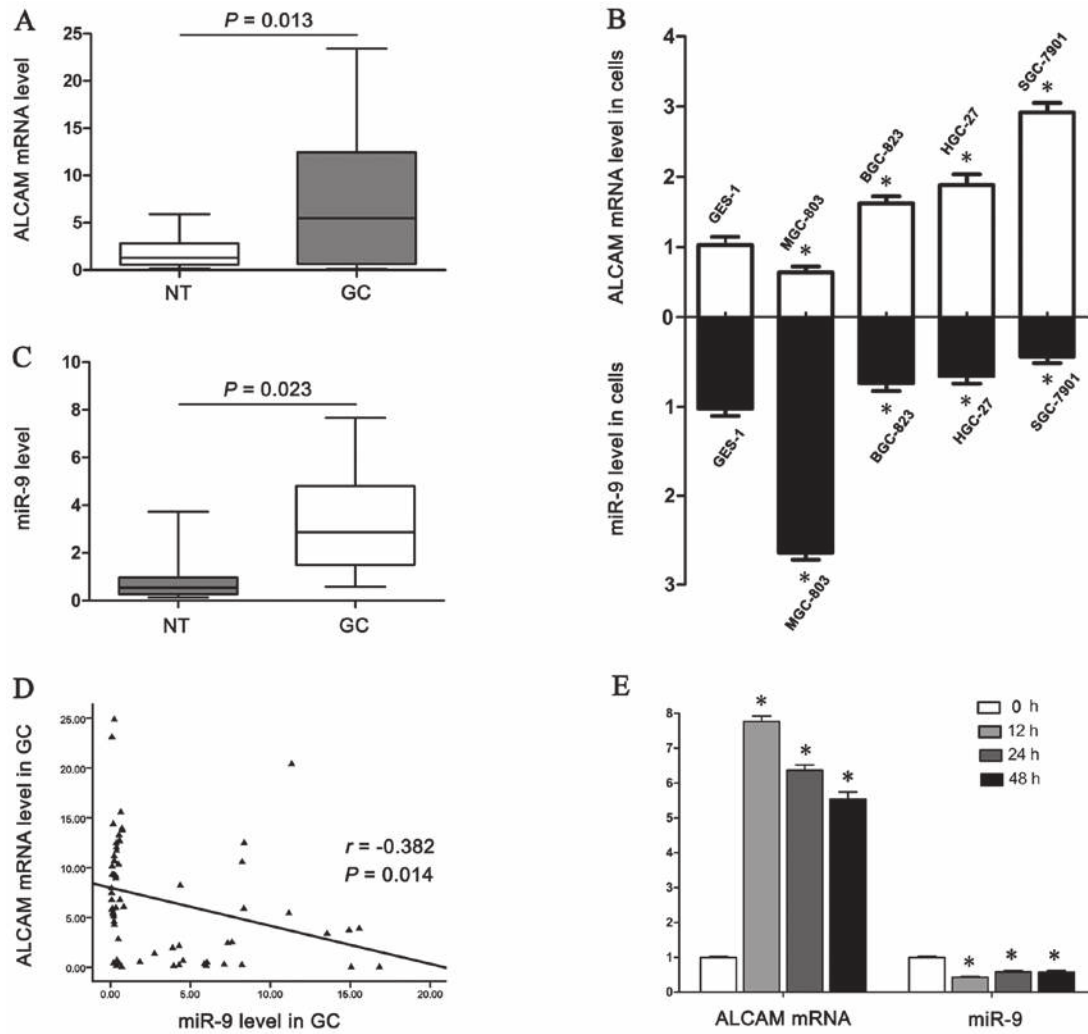 A
P = 0.013
ALCAM mRNA level
25
20
15
10
5
0
NT
GC
B
ALCAM mRNA level in cells
4
3
2
1
0
1
2
3
miR-9 level in cells
GES-1
MGC-803
*
BGC-823
*
HGC-27
*
SGC-7901
*
GES-1
*
MGC-803
*
BGC-823
*
HGC-27
*
SGC-7901
C
P = 0.023
miR-9 level
10
8
6
4
2
0
NT
GC
D
ALCAM mRNA level in GC
25.00
20.00
15.00
10.00
5.00
0.00
r = -0.382
P = 0.014
0.00
5.00
10.00
15.00
20.00
miR-9 level in GC
E
8
7
6
5
4
3
2
1
0
* * *
* * *
0 h
12 h
24 h
48 h
ALCAM mRNA
miR-9